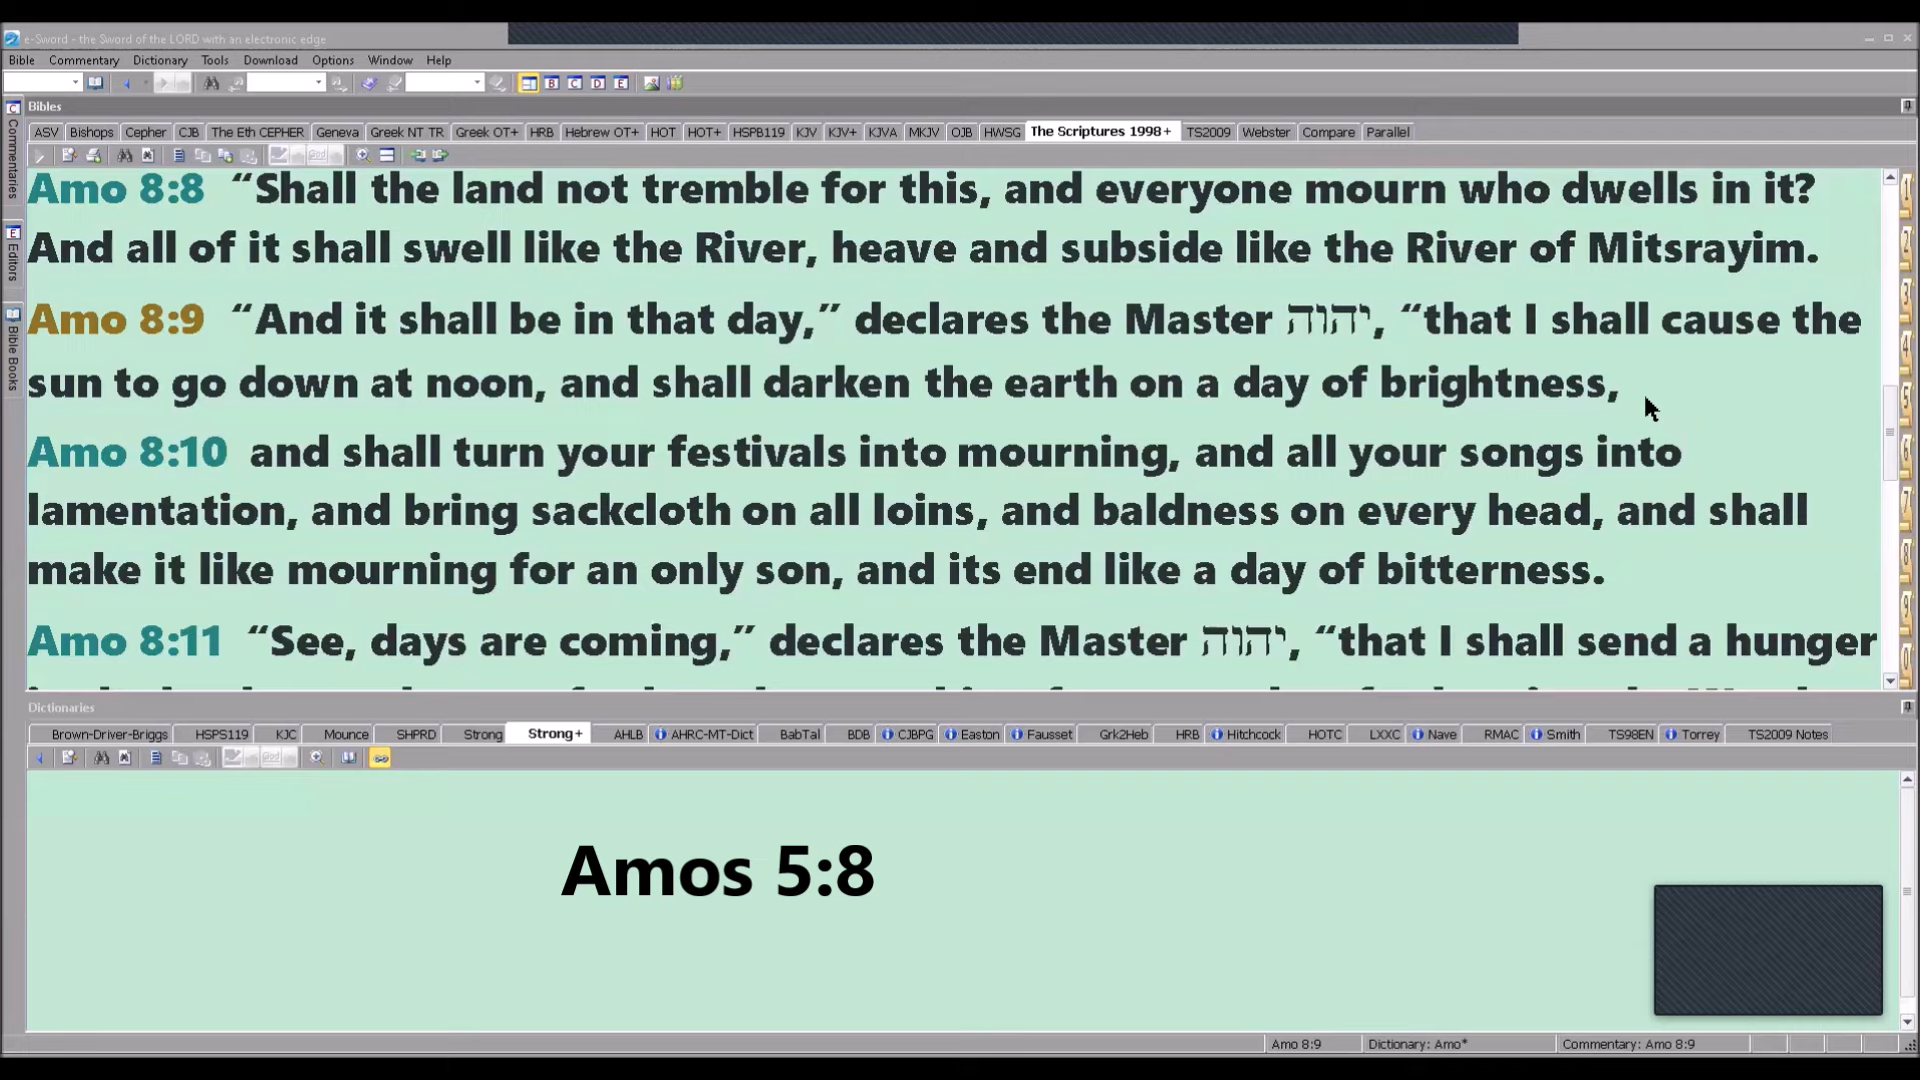 e-Sword - the Sword of the LORD with an electronic edge
Bible Commentary Dictionary Tools Download Options Window Help
B C D E
Bibles
ASV Bishops Cepher CJB The Eth CEPHER Geneva Greek NT TR Greek OT+ HRB Hebrew OT+ HOT HOT+ HSPB119 KJV KJV+ KJVA MKJV OJB HWSG The Scriptures 1998+ TS2009 Webster Compare Parallel
Commentaries
Editors
Bible Books
Amo 8:8 “Shall the land not tremble for this, and everyone mourn who dwells in it?
And all of it shall swell like the River, heave and subside like the River of Mitsrayim.
Amo 8:9 “And it shall be in that day,” declares the Master יהוה, “that I shall cause the
sun to go down at noon, and shall darken the earth on a day of brightness,
Amo 8:10 and shall turn your festivals into mourning, and all your songs into
lamentation, and bring sackcloth on all loins, and baldness on every head, and shall
make it like mourning for an only son, and its end like a day of bitterness.
Amo 8:11 “See, days are coming,” declares the Master יהוה, “that I shall send a hunger
Dictionaries
Brown-Driver-Briggs HSPS119 KJC Mounce SHPRD Strong Strong+ AHLB AHRC-MT-Dict BabTal BDB CJBPG Easton Fausset Grk2Heb HRB Hitchcock HOTC LXXC Nave RMAC Smith TS98EN Torrey TS2009 Notes
Amos 5:8
Amo 8:9 Dictionary: Amo* Commentary: Amo 8:9